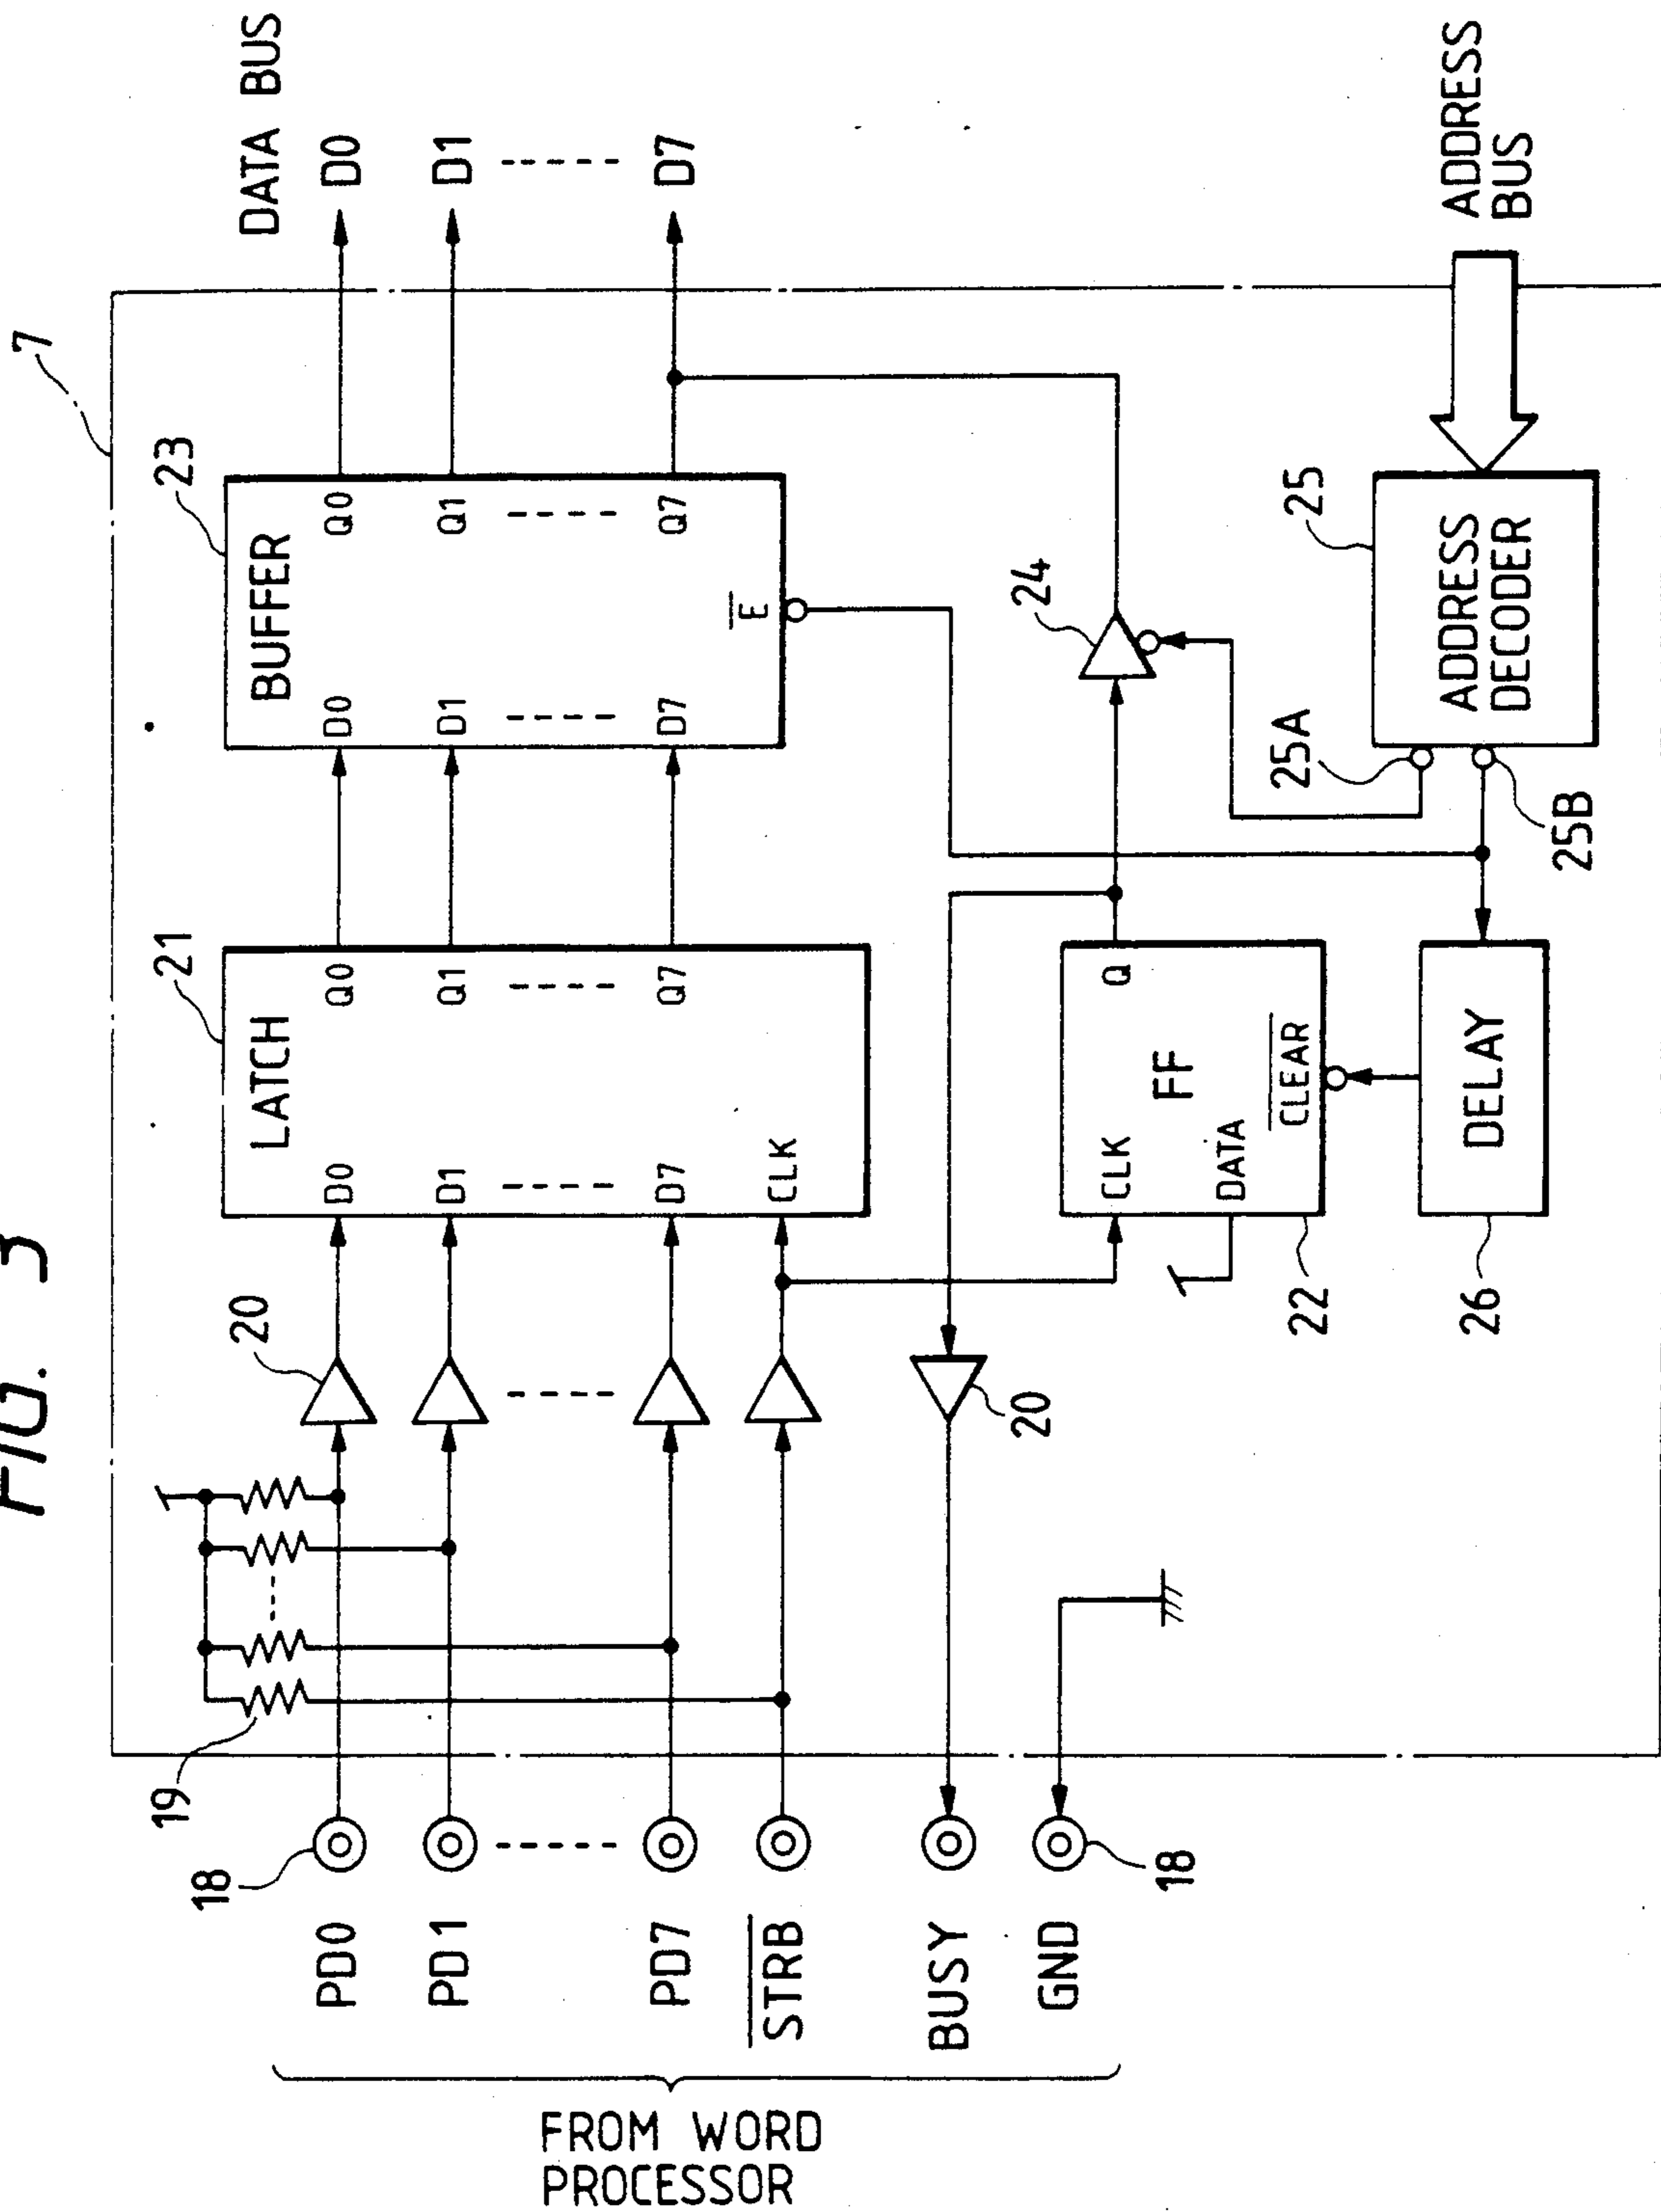 FIG. 3
7
DATA BUS
18
19
20
21
LATCH
23
BUFFER
PD0
D0
Q0
D0
Q0
D0
PD1
D1
Q1
D1
Q1
D1
PD7
D7
Q7
D7
Q7
D7
STRB
CLK
E
BUSY
20
24
GND
18
CLK
Q
FF
DATA
CLEAR
22
25A
25
ADDRESS
DECODER
ADDRESS
BUS
26
DELAY
25B
FROM WORD
PROCESSOR